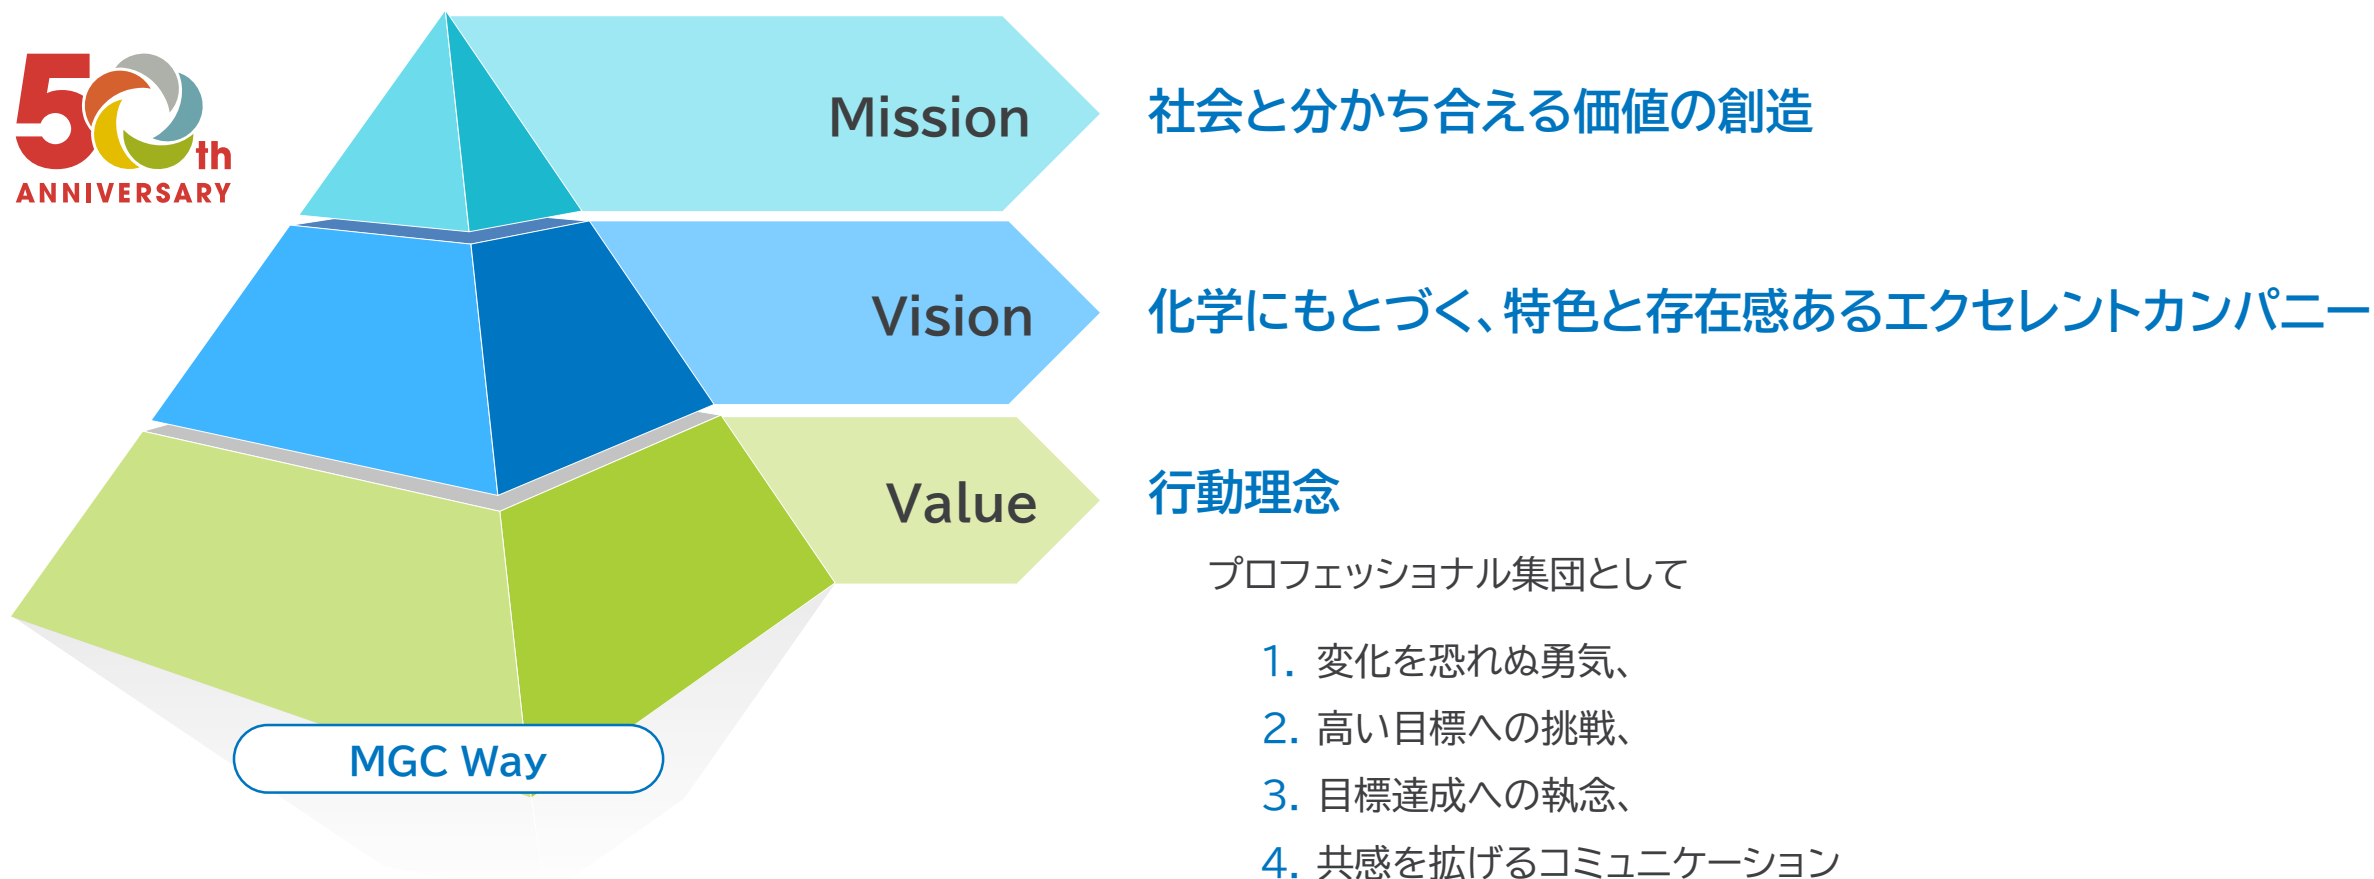 50th
ANNIVERSARY
Mission
社会と分かち合える価値の創造
Vision
化学にもとづく、特色と存在感あるエクセレントカンパニー
Value
行動理念
プロフェッショナル集団として
1. 変化を恐れぬ勇気、
2. 高い目標への挑戦、
3. 目標達成への執念、
4. 共感を拡げるコミュニケーション
MGC Way